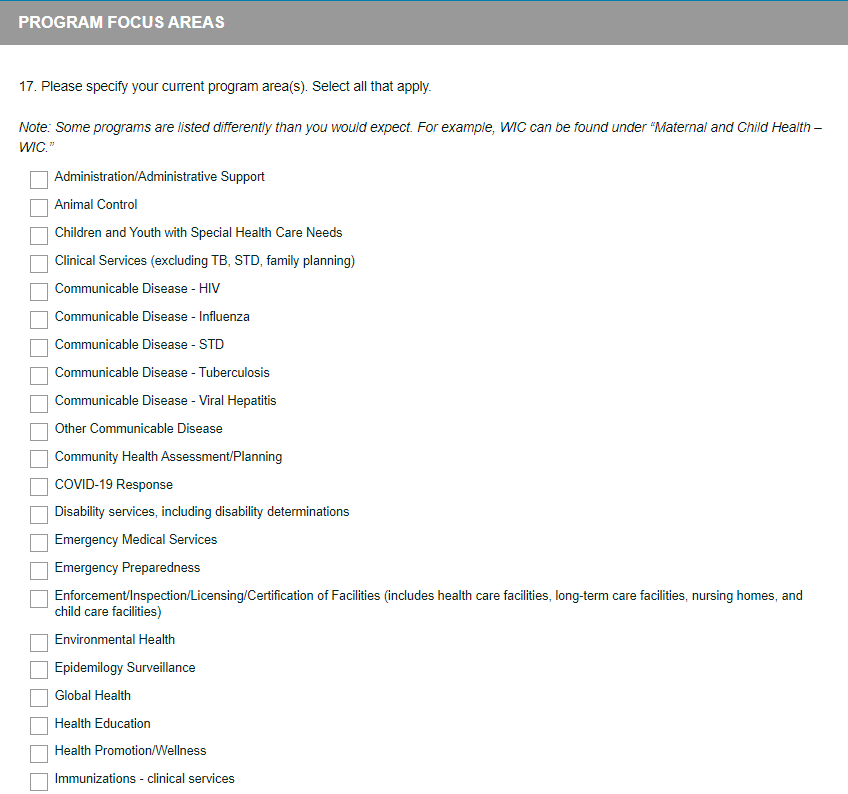 PROGRAM FOCUS AREAS
17. Please specify your current program area(s). Select all that apply.
Note: Some programs are listed differently than you would expect. For example, WIC can be found under “Maternal and Child Health –
WIC.”
Administration/Administrative Support
Animal Control
Children and Youth with Special Health Care Needs
Clinical Services (excluding TB, STD, family planning)
Communicable Disease - HIV
Communicable Disease - Influenza
Communicable Disease - STD
Communicable Disease - Tuberculosis
Communicable Disease - Viral Hepatitis
Other Communicable Disease
Community Health Assessment/Planning
COVID-19 Response
Disability services, including disability determinations
Emergency Medical Services
Emergency Preparedness
Enforcement/Inspection/Licensing/Certification of Facilities (includes health care facilities, long-term care facilities, nursing homes, and
child care facilities)
Environmental Health
Epidemilogy Surveillance
Global Health
Health Education
Health Promotion/Wellness
Immunizations - clinical services